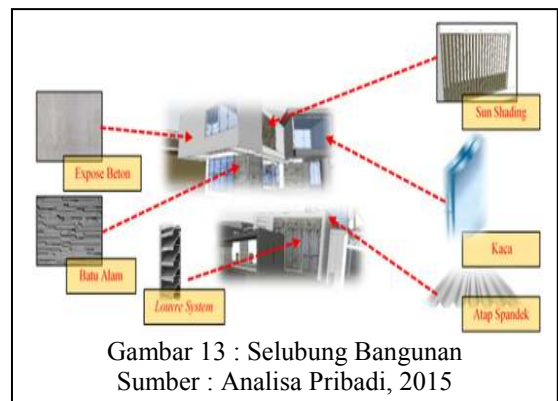 Sun Shading
Expose Beton
Batu Alam
Louvre System
Kaca
Atap Spandek
Gambar 13 : Selubung Bangunan
Sumber : Analisa Pribadi, 2015